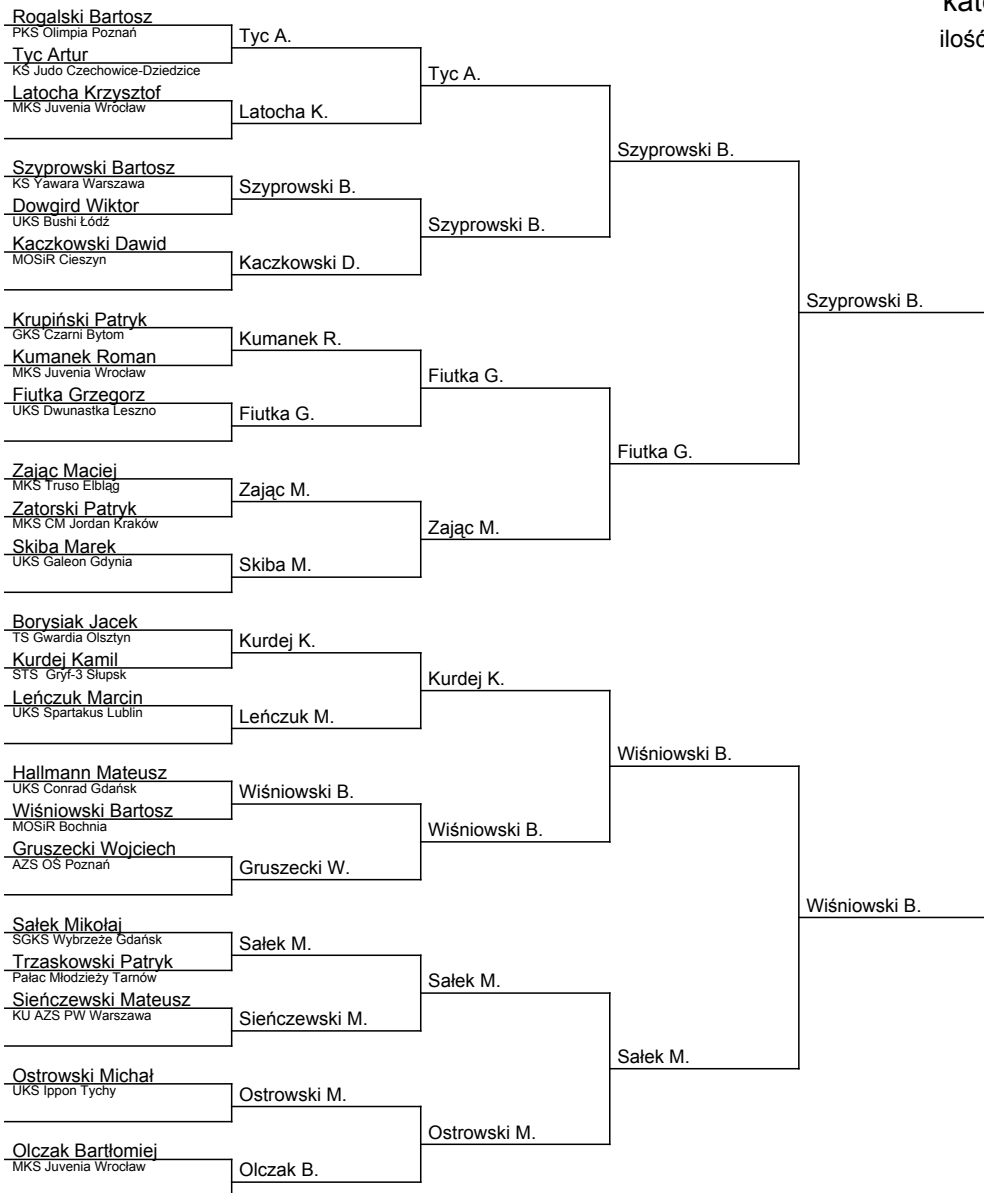 Rogalski Bartosz
PKS Olimpia Poznań
Tyc Artur
KS Judo Czechowice-Dziedzice
Latocha Krzysztof
MKS Juvenia Wrocław
Szyprowski Bartosz
KS Yawara Warszawa
Dowgird Wiktor
UKS Bushi Łódź
Kaczkowski Dawid
MOSiR Cieszyn
Krupiński Patryk
GKS Czarni Bytom
Kumanek Roman
MKS Juvenia Wrocław
Fiutka Grzegorz
UKS Dwunastka Leszno
Zając Maciej
MKS Truso Elbląg
Zatorski Patryk
MKS CM Jordan Kraków
Skiba Marek
UKS Galeon Gdynia
Borysiak Jacek
TS Gwardia Olsztyn
Kurdej Kamil
STS Gryf-3 Słupsk
Leńczuk Marcin
UKS Spartakus Lublin
Hallmann Mateusz
UKS Conrad Gdańsk
Wiśniowski Bartosz
MOSiR Bochnia
Gruszecki Wojciech
AZS OŚ Poznań
Sałek Mikołaj
SGKS Wybrzeże Gdańsk
Trzaskowski Patryk
Pałac Młodzieży Tarnów
Sieńczewski Mateusz
KU AZS PW Warszawa
Ostrowski Michał
UKS Ippon Tychy
Olczak Bartłomiej
MKS Juvenia Wrocław
Tyc A.
Latocha K.
Szyprowski B.
Kaczkowski D.
Kumanek R.
Fiutka G.
Zając M.
Skiba M.
Kurdej K.
Leńczuk M.
Wiśniowski B.
Gruszecki W.
Sałek M.
Sieńczewski M.
Ostrowski M.
Olczak B.
Tyc A.
Szyprowski B.
Fiutka G.
Zając M.
Kurdej K.
Wiśniowski B.
Sałek M.
Ostrowski M.
Szyprowski B.
Fiutka G.
Wiśniowski B.
Sałek M.
Szyprowski B.
Wiśniowski B.
ilość